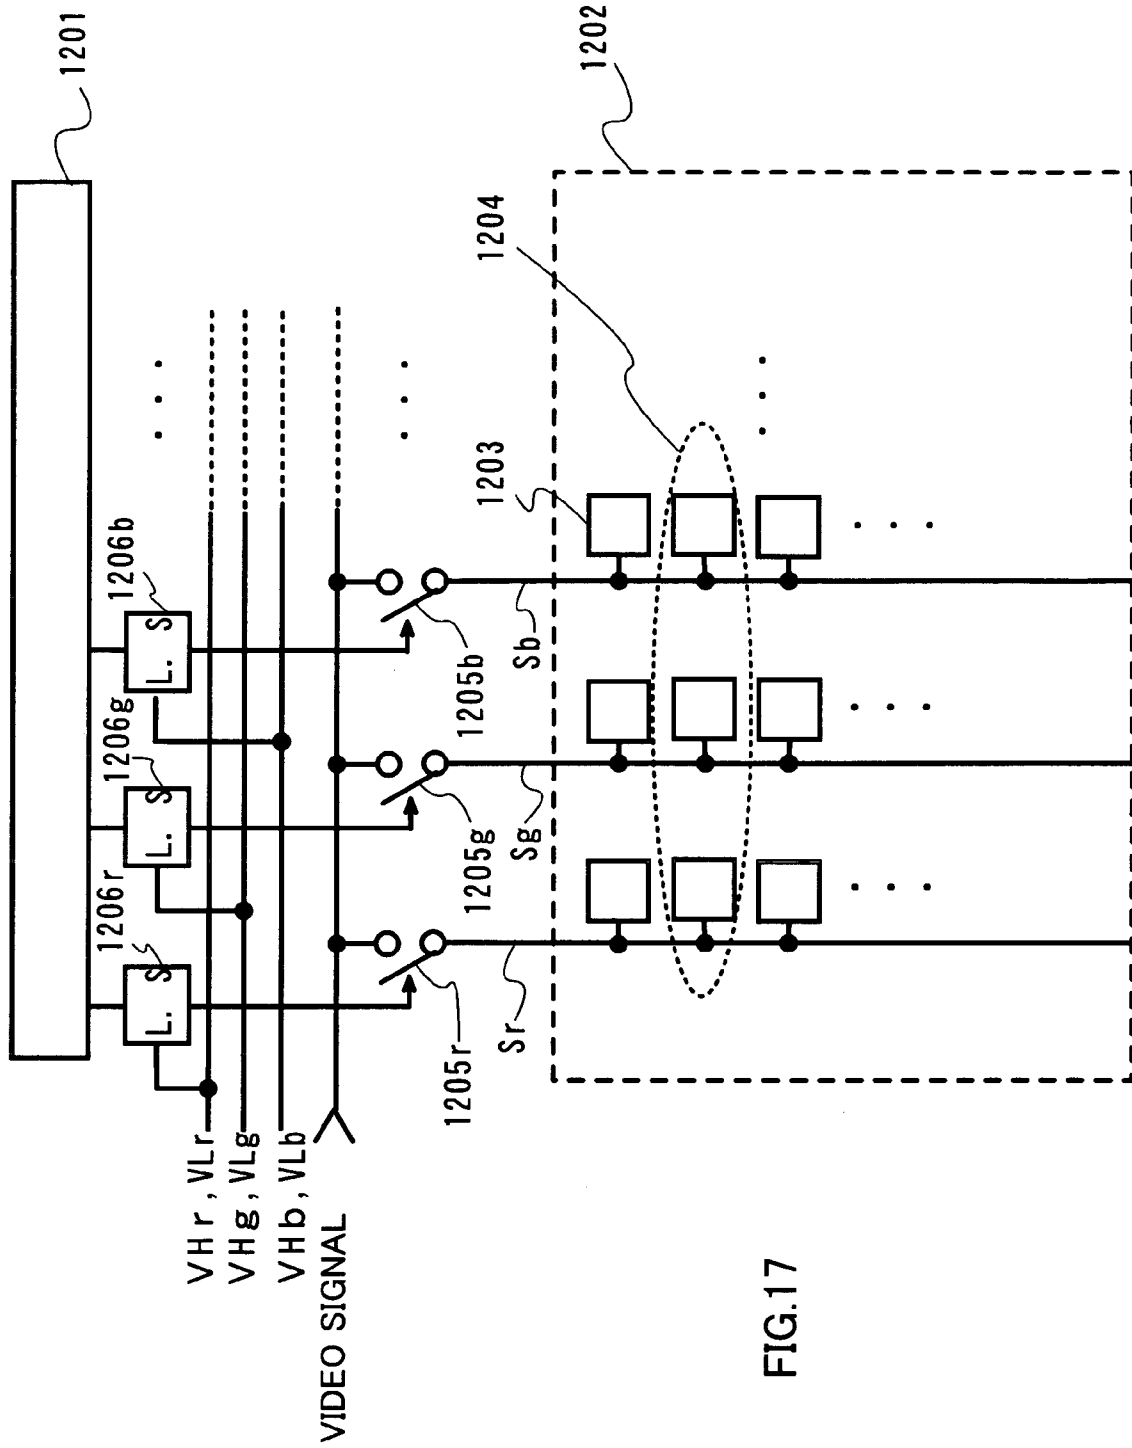 1201
1206r
L. S
1206g
L. S
1206b
L. S
VHr, VLr
VHg, VLg
VHb, VLb
VIDEO SIGNAL
1205r
1205g
1205b
Sr
Sg
Sb
1202
1203
1204
FIG.17